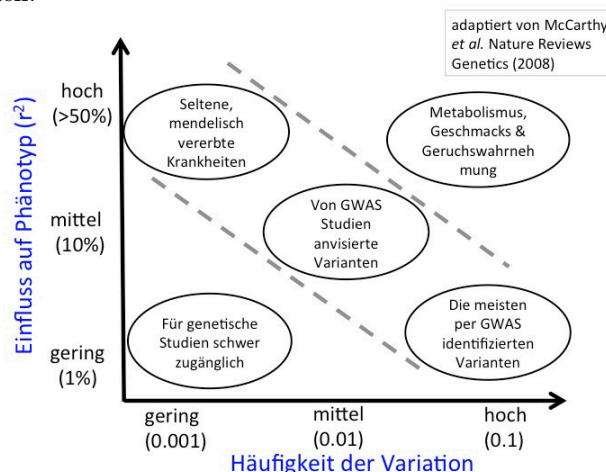 adaptiert von McCarthy
et al. Nature Reviews
Genetics (2008)
Einfluss auf Phänotyp (r²)
hoch
(>50%)
mittel
(10%)
gering
(1%)
Seltene,
mendelisch
vererbte
Krankheiten
Metabolismus,
Geschmacks &
Geruchswahrneh
mung
Von GWAS
Studien
anvisierte
Varianten
Für genetische
Studien schwer
zugänglich
Die meisten
per GWAS
identifizierten
Varianten
gering
(0.001)
mittel
(0.01)
hoch
(0.1)
Häufigkeit der Variation